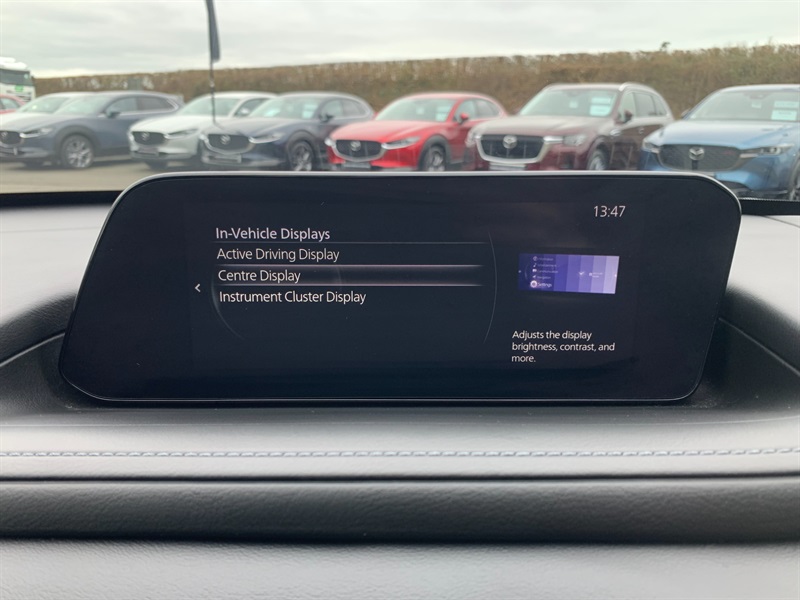 13:47
In-Vehicle Displays
Active Driving Display
Centre Display
Instrument Cluster Display
Adjusts the display
brightness, contrast, and
more.